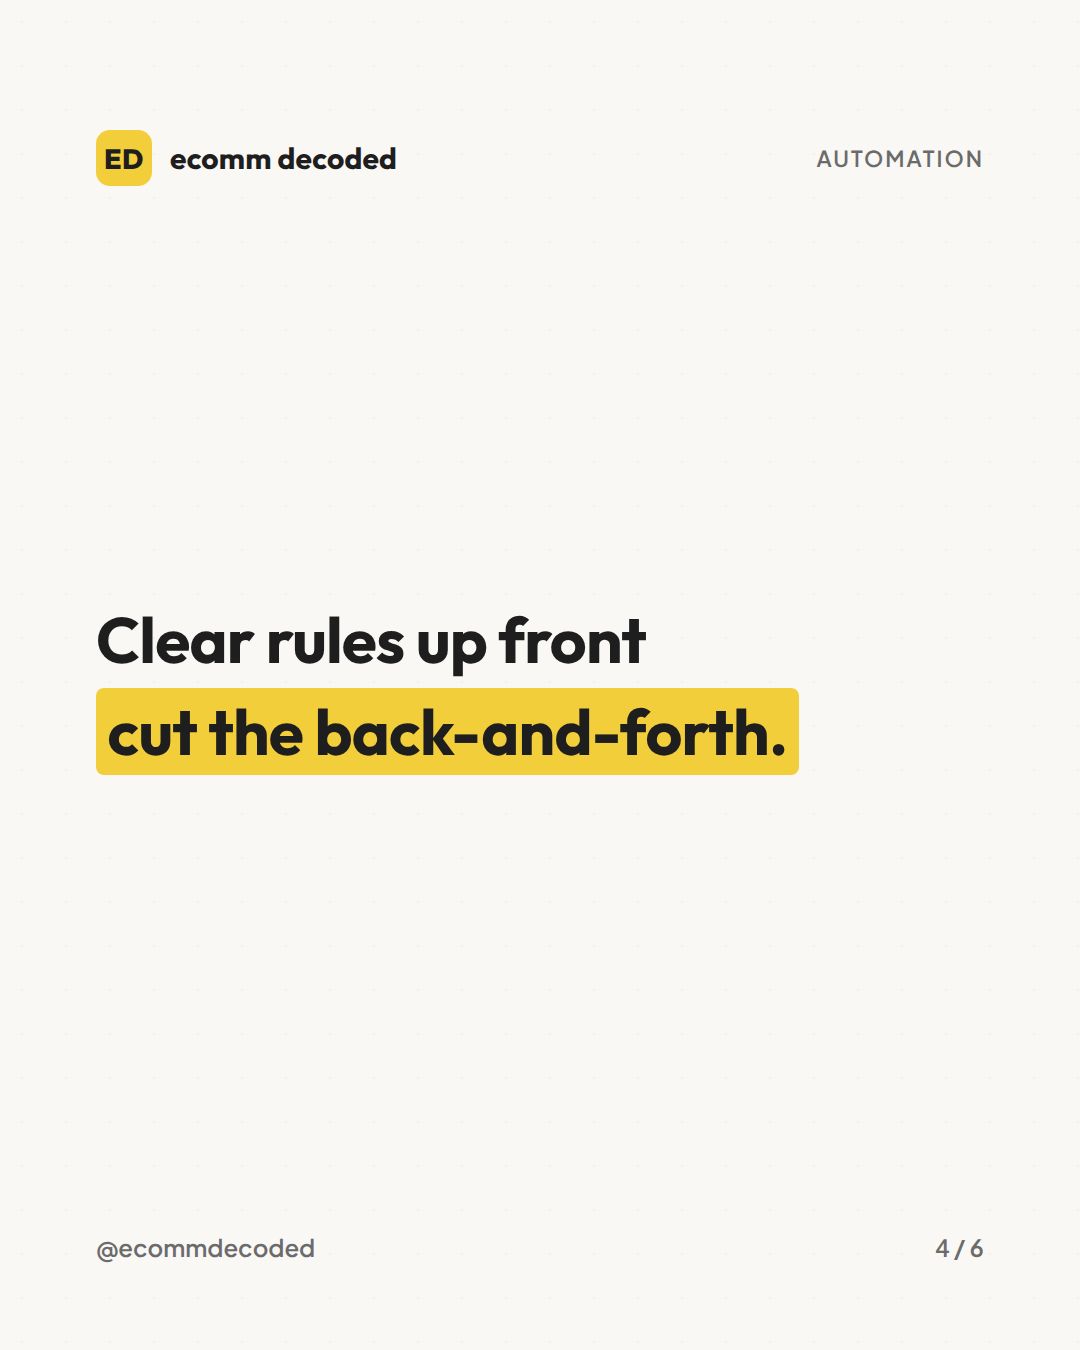 ED ecomm decoded AUTOMATION
Clear rules up front
cut the back-and-forth.
@ecommdecoded 4 / 6